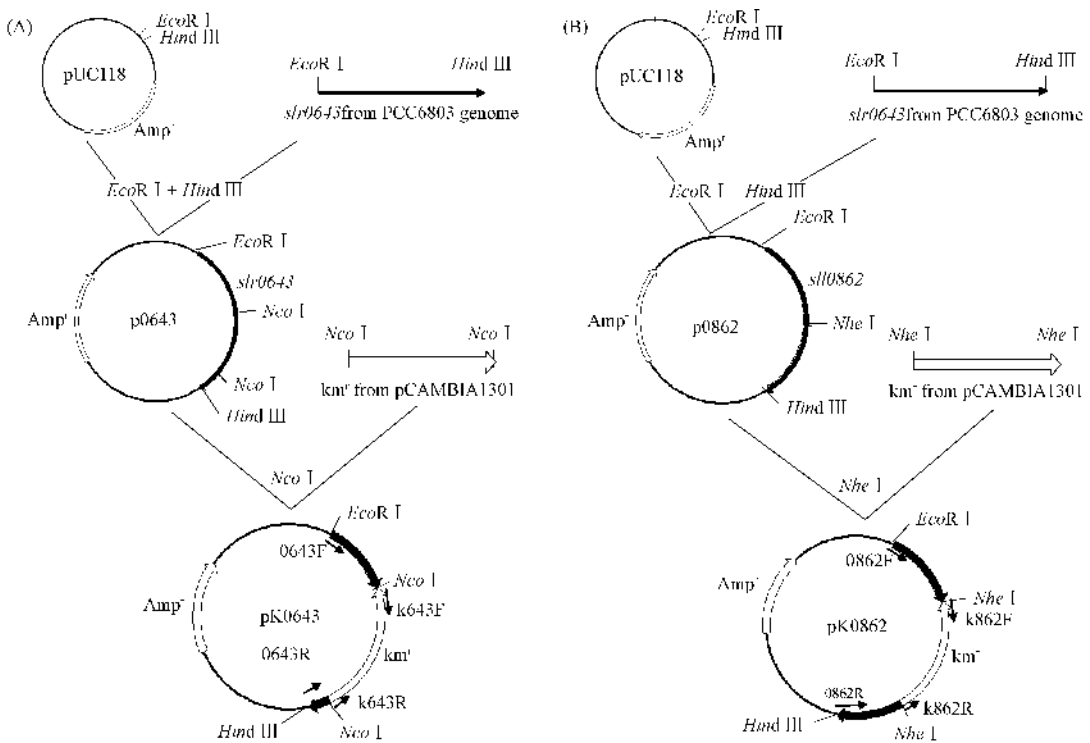 (A)
EcoR I
Hind III
pUC118
Ampr
EcoR I
Hind III
slr0643from PCC6803 genome
EcoR I + Hind III
EcoR I
slr0643
Nco I
p0643
Ampr
Nco I
Hind III
Nco I
Nco I
kmr from pCAMBIA1301
Nco I
EcoR I
0643F
Nco I
k643F
Ampr
pK0643
0643R
kmr
k643R
Hind III
Nco I
(B)
EcoR I
Hind III
pUC118
Ampr
EcoR I
Hind III
slr0643from PCC6803 genome
EcoR I
Hind III
EcoR I
sll0862
Ampr
p0862
Nhe I
Hind III
Nhe I
Nhe I
kmr from pCAMBIA1301
Nhe I
EcoR I
0862F
Nhe I
k862F
Ampr
pK0862
kmr
0862R
k862R
Hind III
Nhe I